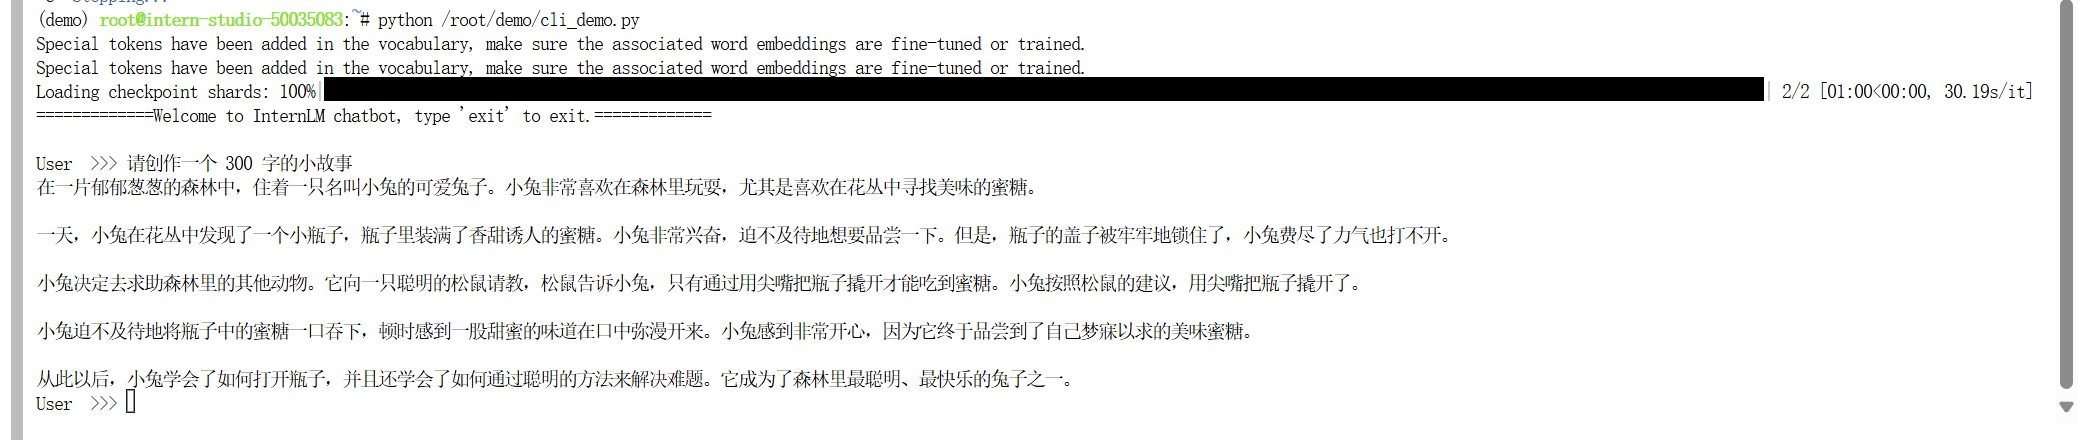 (demo) root@intern-studio-50035083:~# python /root/demo/cli_demo.py
Special tokens have been added in the vocabulary, make sure the associated word embeddings are fine-tuned or trained.
Special tokens have been added in the vocabulary, make sure the associated word embeddings are fine-tuned or trained.
Loading checkpoint shards: 100%|| 2/2 [01:00<00:00, 30.19s/it]
=============Welcome to InternLM chatbot, type 'exit' to exit.=============
User >>> 请创作一个 300 字的小故事
在一片郁郁葱葱的森林中，住着一只名叫小兔的可爱兔子。小兔非常喜欢在森林里玩耍，尤其是喜欢在花丛中寻找美味的蜜糖。
一天，小兔在花丛中发现了一个小瓶子，瓶子里装满了香甜诱人的蜜糖。小兔非常兴奋，迫不及待地想要品尝一下。但是，瓶子的盖子被牢牢地锁住了，小兔费尽了力气也打不开。
小兔决定去求助森林里的其他动物。它向一只聪明的松鼠请教，松鼠告诉小兔，只有通过用尖嘴把瓶子撬开才能吃到蜜糖。小兔按照松鼠的建议，用尖嘴把瓶子撬开了。
小兔迫不及待地将瓶子中的蜜糖一口吞下，顿时感到一股甜蜜的味道在口中弥漫开来。小兔感到非常开心，因为它终于品尝到了自己梦寐以求的美味蜜糖。
从此以后，小兔学会了如何打开瓶子，并且还学会了如何通过聪明的方法来解决难题。它成为了森林里最聪明、最快乐的兔子之一。
User >>>